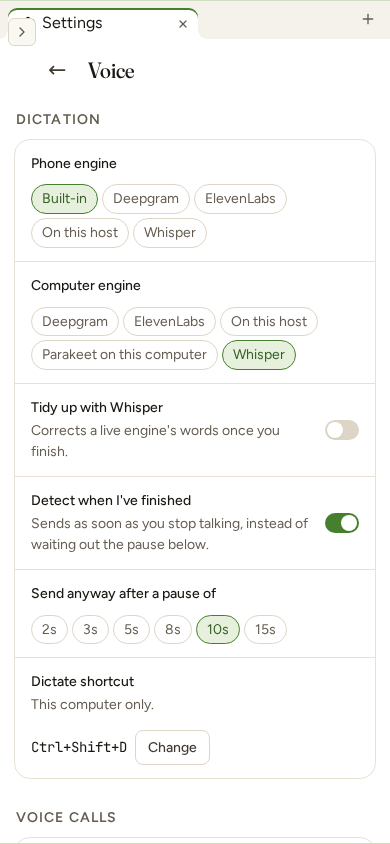 Settings
Voice
DICTATION
Phone engine
Built-in Deepgram ElevenLabs
On this host Whisper
Computer engine
Deepgram ElevenLabs On this host
Parakeet on this computer Whisper
Tidy up with Whisper
Corrects a live engine's words once you
finish.
Detect when I've finished
Sends as soon as you stop talking, instead of
waiting out the pause below.
Send anyway after a pause of
2s 3s 5s 8s 10s 15s
Dictate shortcut
This computer only.
Ctrl+Shift+D Change
VOICE CALLS